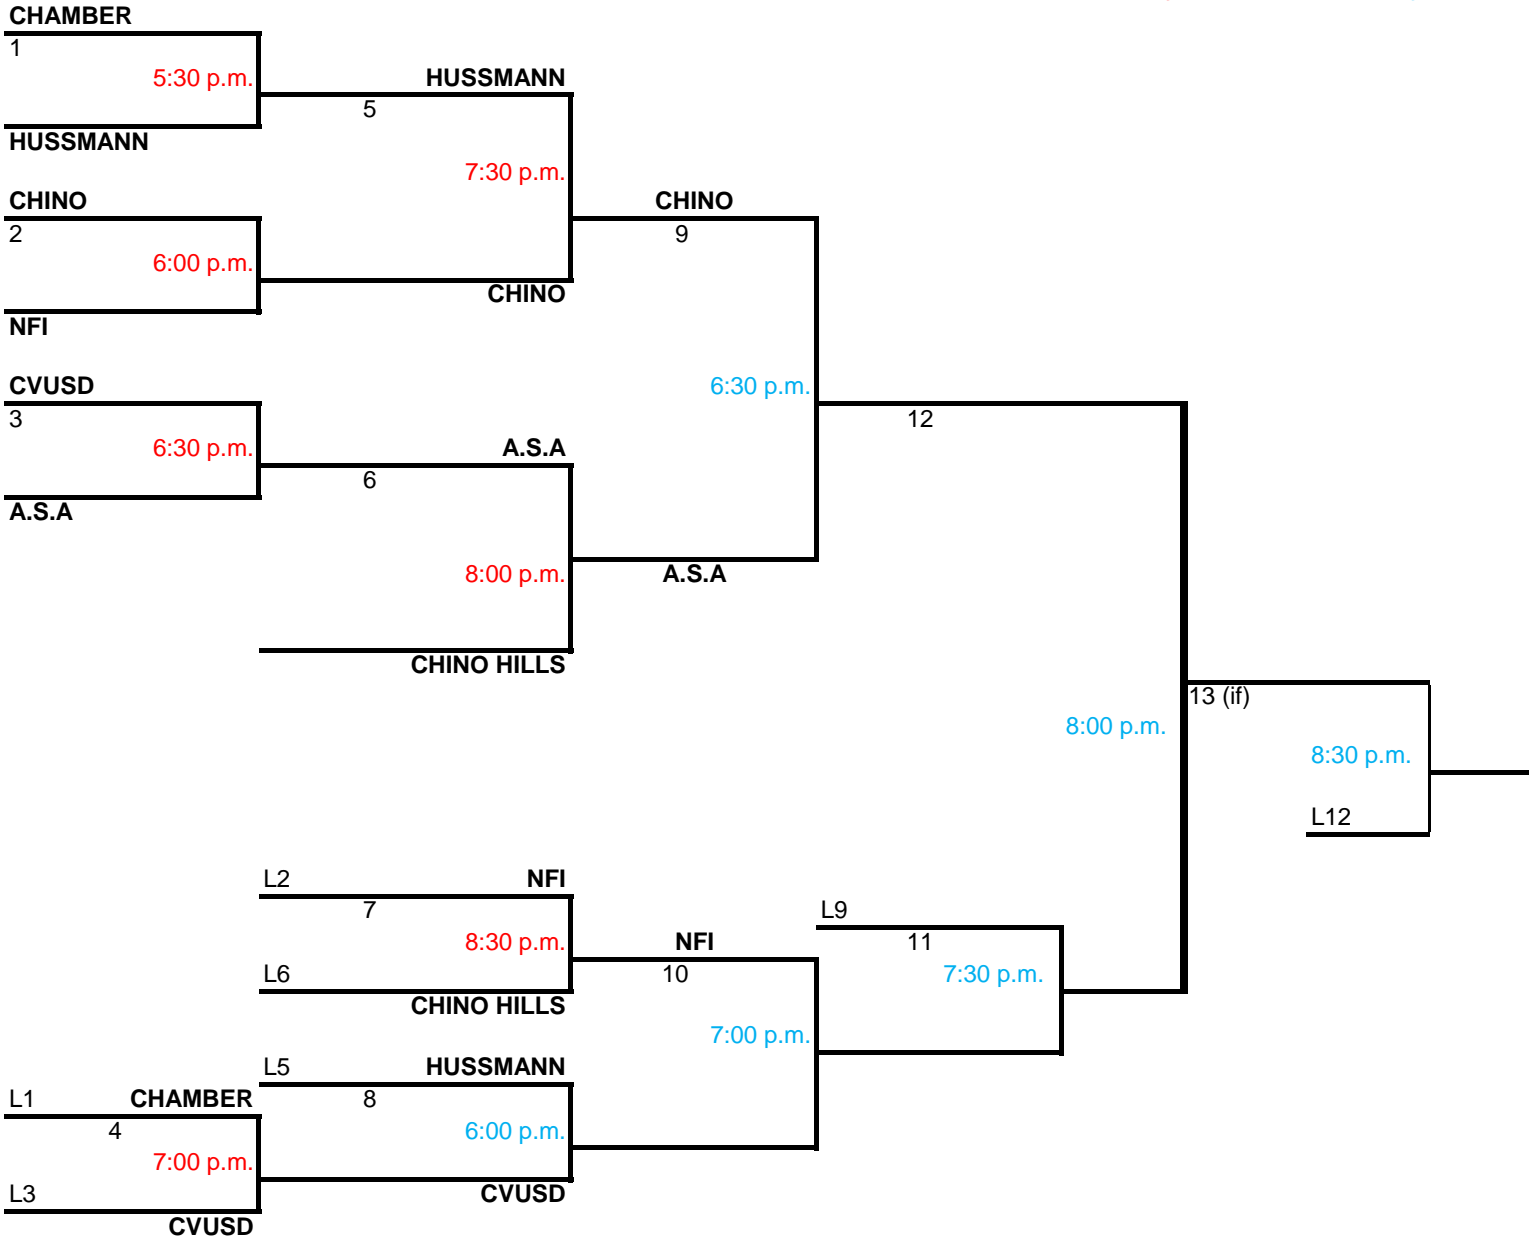 CHAMBER
1
5:30 p.m.
HUSSMANN
5
HUSSMANN
7:30 p.m.
CHINO
2
6:00 p.m.
CHINO
9
CHINO
NFI
CVUSD
3
6:30 p.m.
6:30 p.m.
12
A.S.A
6
A.S.A
8:00 p.m.
A.S.A
CHINO HILLS
13 (if)
8:00 p.m.
8:30 p.m.
L12
L2 NFI
7
8:30 p.m.
L6
CHINO HILLS
NFI
10
L9
11
7:30 p.m.
7:00 p.m.
L5 HUSSMANN
8
6:00 p.m.
L1 CHAMBER
4
7:00 p.m.
L3
CVUSD
CVUSD